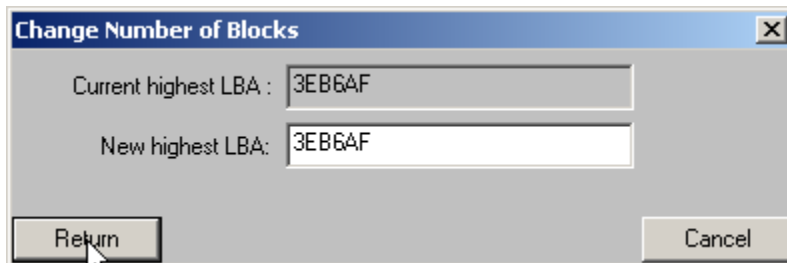 Change Number of Blocks
Current highest LBA : 3EB6AF
New highest LBA: 3EB6AF
Return Cancel